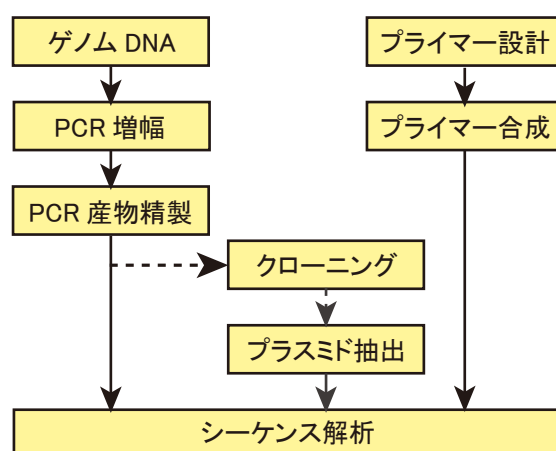 ゲノム DNA
PCR 増幅
PCR 産物精製
クローニング
プラスミド抽出
プライマー設計
プライマー合成
シーケンス解析